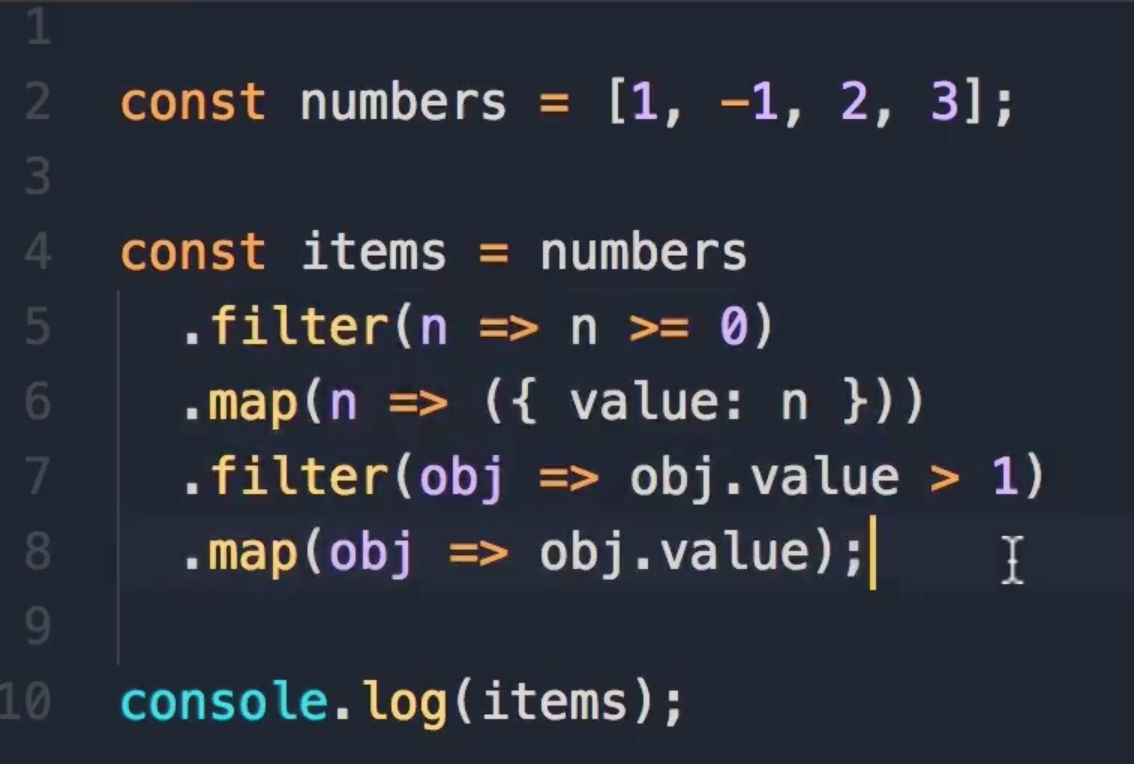 1
2 const numbers = [1, -1, 2, 3];
3
4 const items = numbers
5 .filter(n => n >= 0)
6 .map(n => ({ value: n }))
7 .filter(obj => obj.value > 1)
8 .map(obj => obj.value);
9
10 console.log(items);